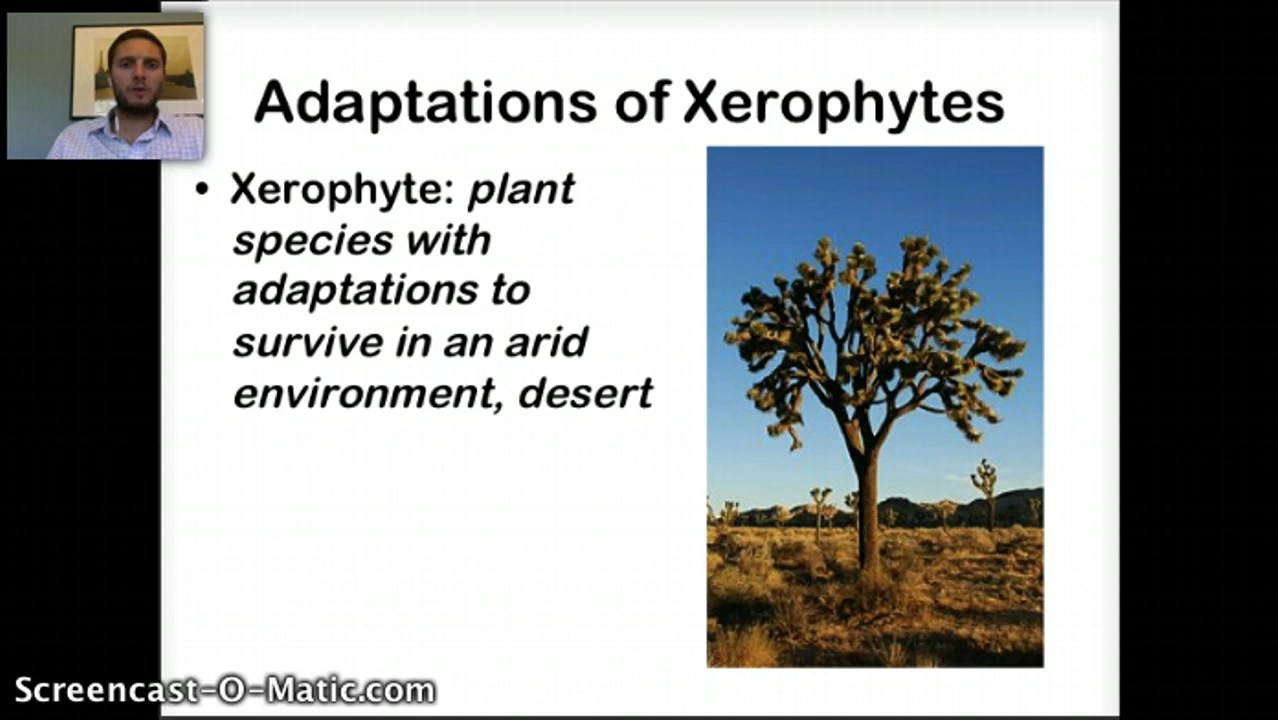 Adaptations of Xerophytes
• Xerophyte: plant
species with
adaptations to
survive in an arid
environment, desert
Screencast-O-Matic.com